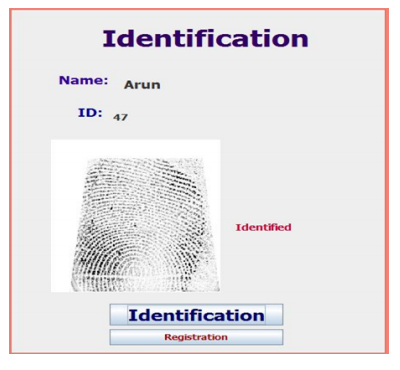 Identification
Name: Arun
ID: 47
Identified
Identification
Registration